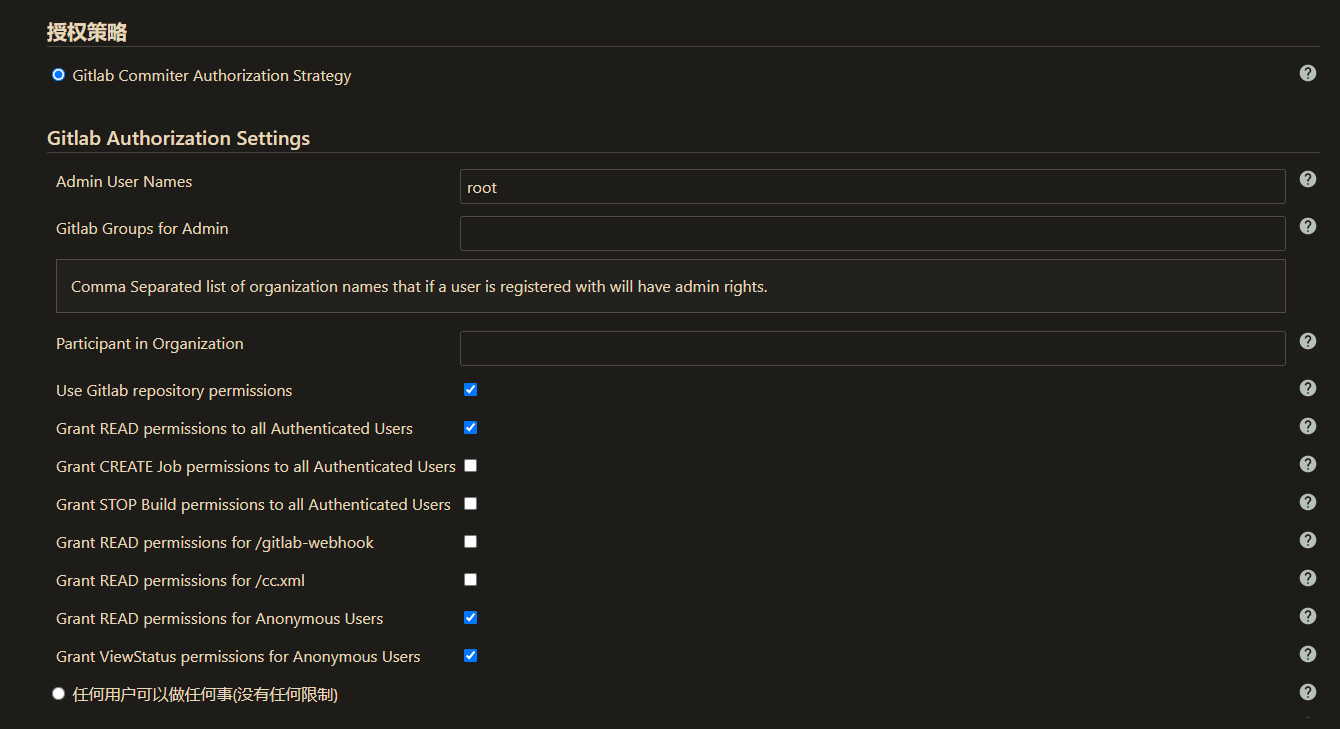 授权策略
Gitlab Commiter Authorization Strategy
Gitlab Authorization Settings
Admin User Names
root
Gitlab Groups for Admin
Comma Separated list of organization names that if a user is registered with will have admin rights.
Participant in Organization
Use Gitlab repository permissions
Grant READ permissions to all Authenticated Users
Grant CREATE Job permissions to all Authenticated Users
Grant STOP Build permissions to all Authenticated Users
Grant READ permissions for /gitlab-webhook
Grant READ permissions for /cc.xml
Grant READ permissions for Anonymous Users
Grant ViewStatus permissions for Anonymous Users
任何用户可以做任何事(没有任何限制)